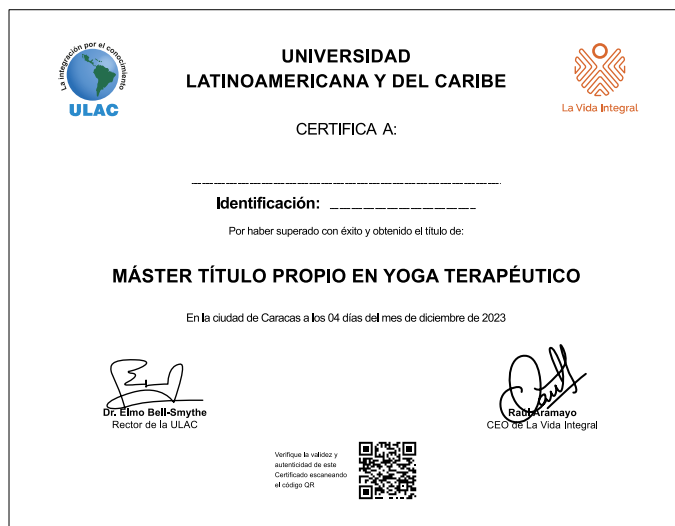 La integración por el conocimiento
ULAC
UNIVERSIDAD
LATINOAMERICANA Y DEL CARIBE
La Vida Integral
CERTIFICA A:
Identificación:
Por haber superado con éxito y obtenido el título de:
MÁSTER TÍTULO PROPIO EN YOGA TERAPÉUTICO
En la ciudad de Caracas a los 04 días del mes de diciembre de 2023
Dr. Elmo Bell-Smythe
Rector de la ULAC
Raúl Aramayo
CEO de La Vida Integral
Verifique la validez y
autenticidad de este
Certificado escaneando
el código QR